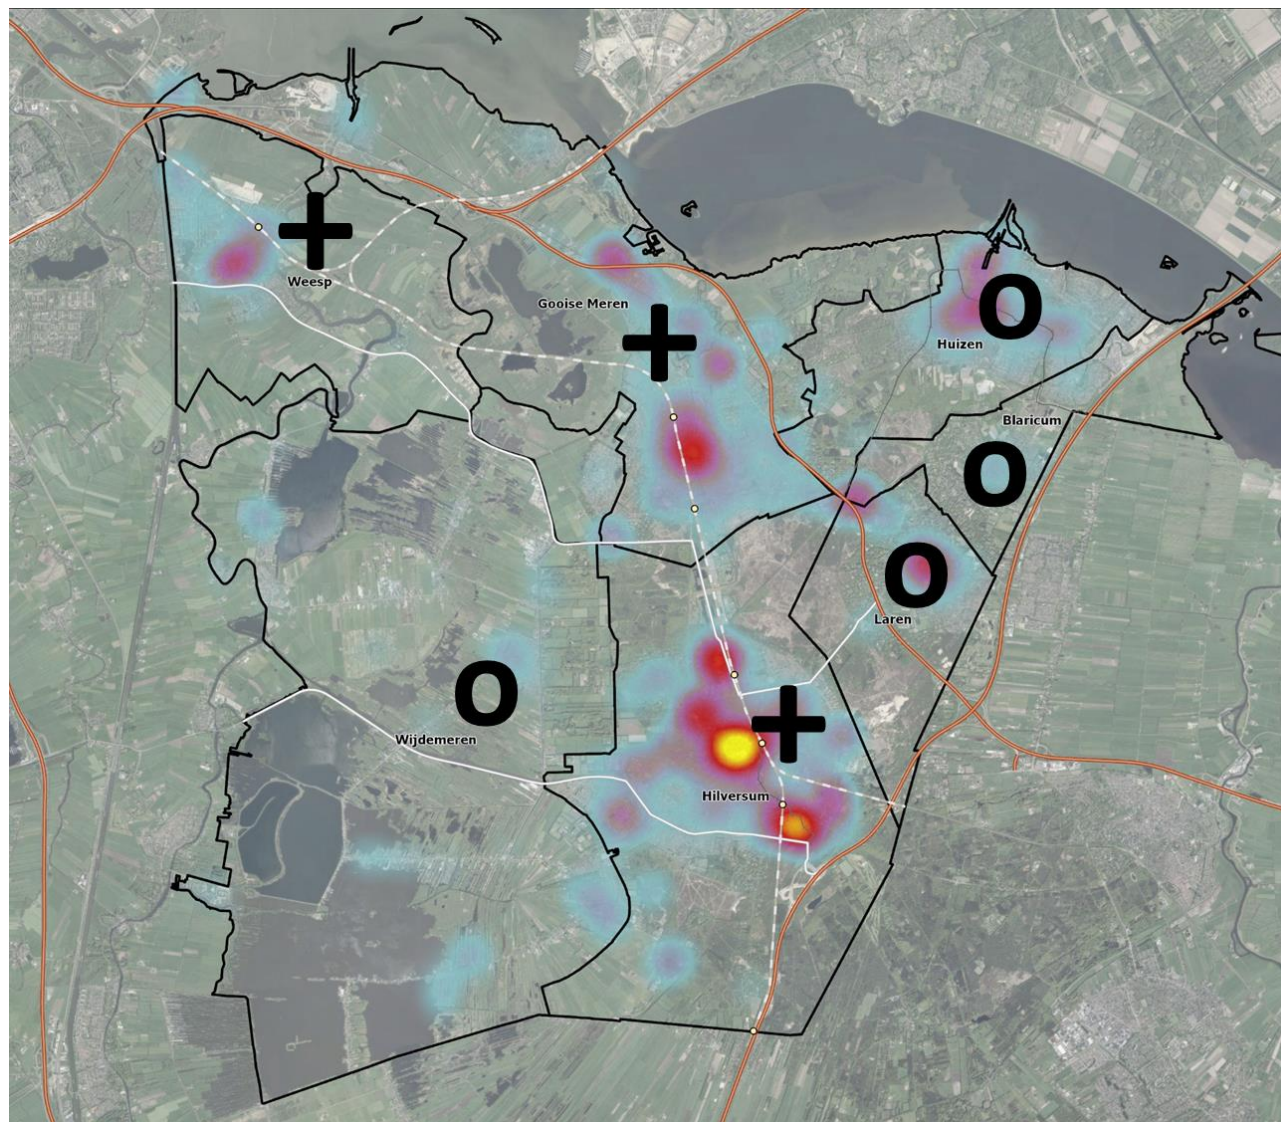 +
Weesp
Gooise Meren
+
O
Huizen
Blaricum
O
O
Laren
O
Wijdemeren
+
Hilversum